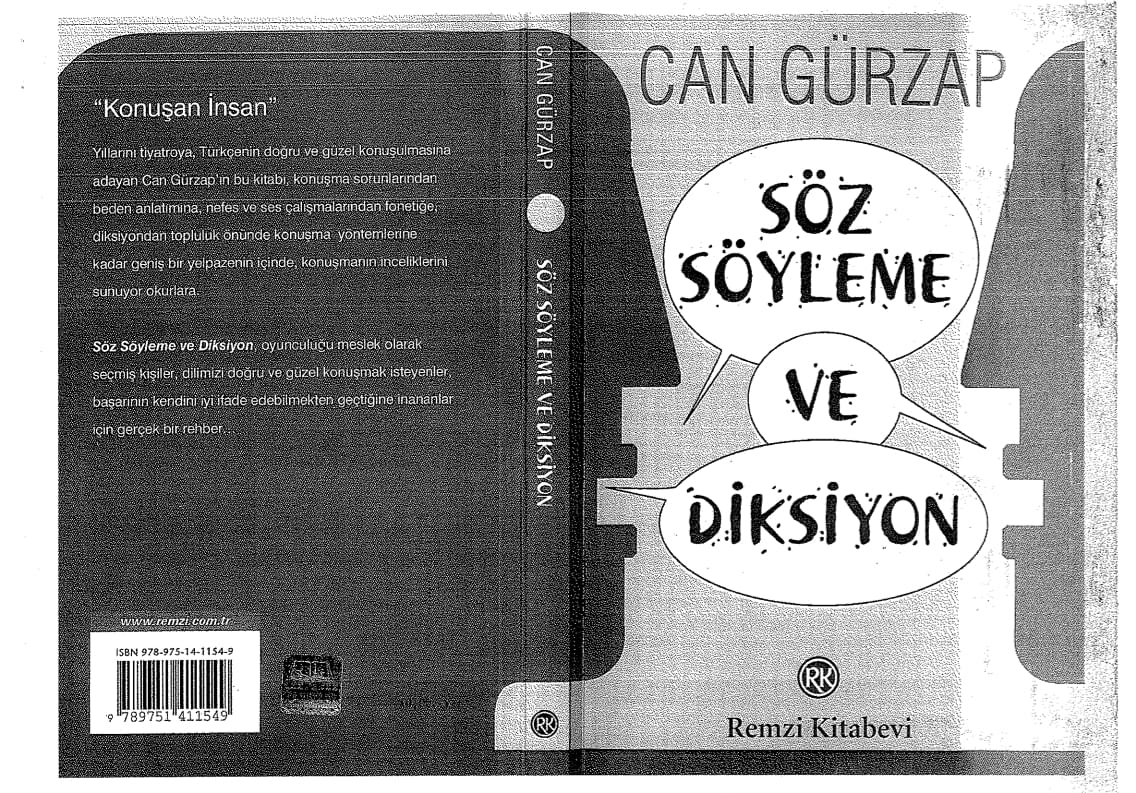 "Konuşan İnsan"
Yıllarını tiyatroya, Türkçenin doğru ve güzel konuşulmasına
adayan Can Gürzap'ın bu kitabı, konuşma sorunlarından
beden anlatımına, nefes ve ses çalışmalarından fonetiğe,
diksiyondan topluluk önünde konuşma yöntemlerine
kadar geniş bir yelpazenin içinde, konuşmanın inceliklerini
sunuyor okurlara.
Söz Söyleme ve Diksiyon, oyunculuğu meslek olarak
seçmiş kişiler, dilimizi doğru ve güzel konuşmak isteyenler,
başarının kendini iyi ifade edebilmekten geçtiğine inananlar
için gerçek bir rehber...
www.remzi.com.tr
ISBN 978-975-14-1154-9
9 789751 411549
CAN GÜRZAP
SÖZ SÖYLEME VE DİKSİYON
RK
CAN GÜRZAP
SÖZ
SÖYLEME
VE
DİKSİYON
RK
Remzi Kitabevi